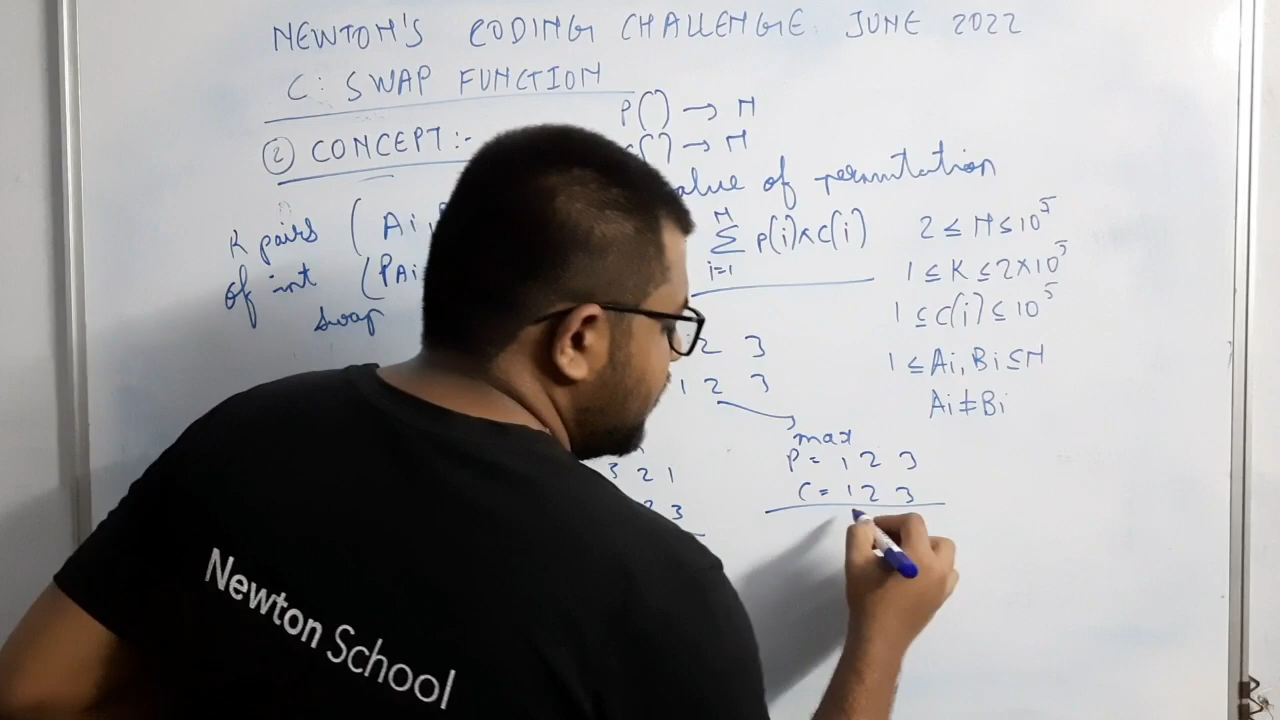 NEWTON'S CODING CHALLENGE JUNE 2022
C: SWAP FUNCTION
② CONCEPT:-
P() → N
() → N
value of permutation
K pairs (Ai,
of int (PAi
swap
N
∑ p(i)×c(i)
i=1
2 ≤ N ≤ 10⁵
1 ≤ K ≤ 2×10⁵
1 ≤ c(i) ≤ 10⁵
1 ≤ Ai, Bi ≤ N
Ai ≠ Bi
2 3
1 2 3
3 2 1
2 3
max
P = 1 2 3
C = 1 2 3
Newton School